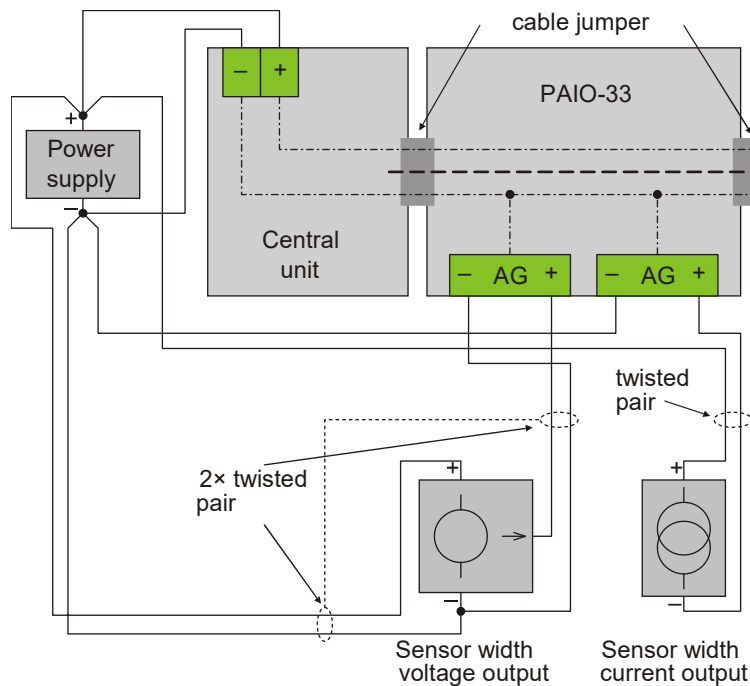 cable jumper
– +
PAIO-33
+
Power
supply
–
Central
unit
– AG +
– AG +
twisted
pair
2× twisted
pair
+
+
–
–
Sensor width
voltage output
Sensor width
current output